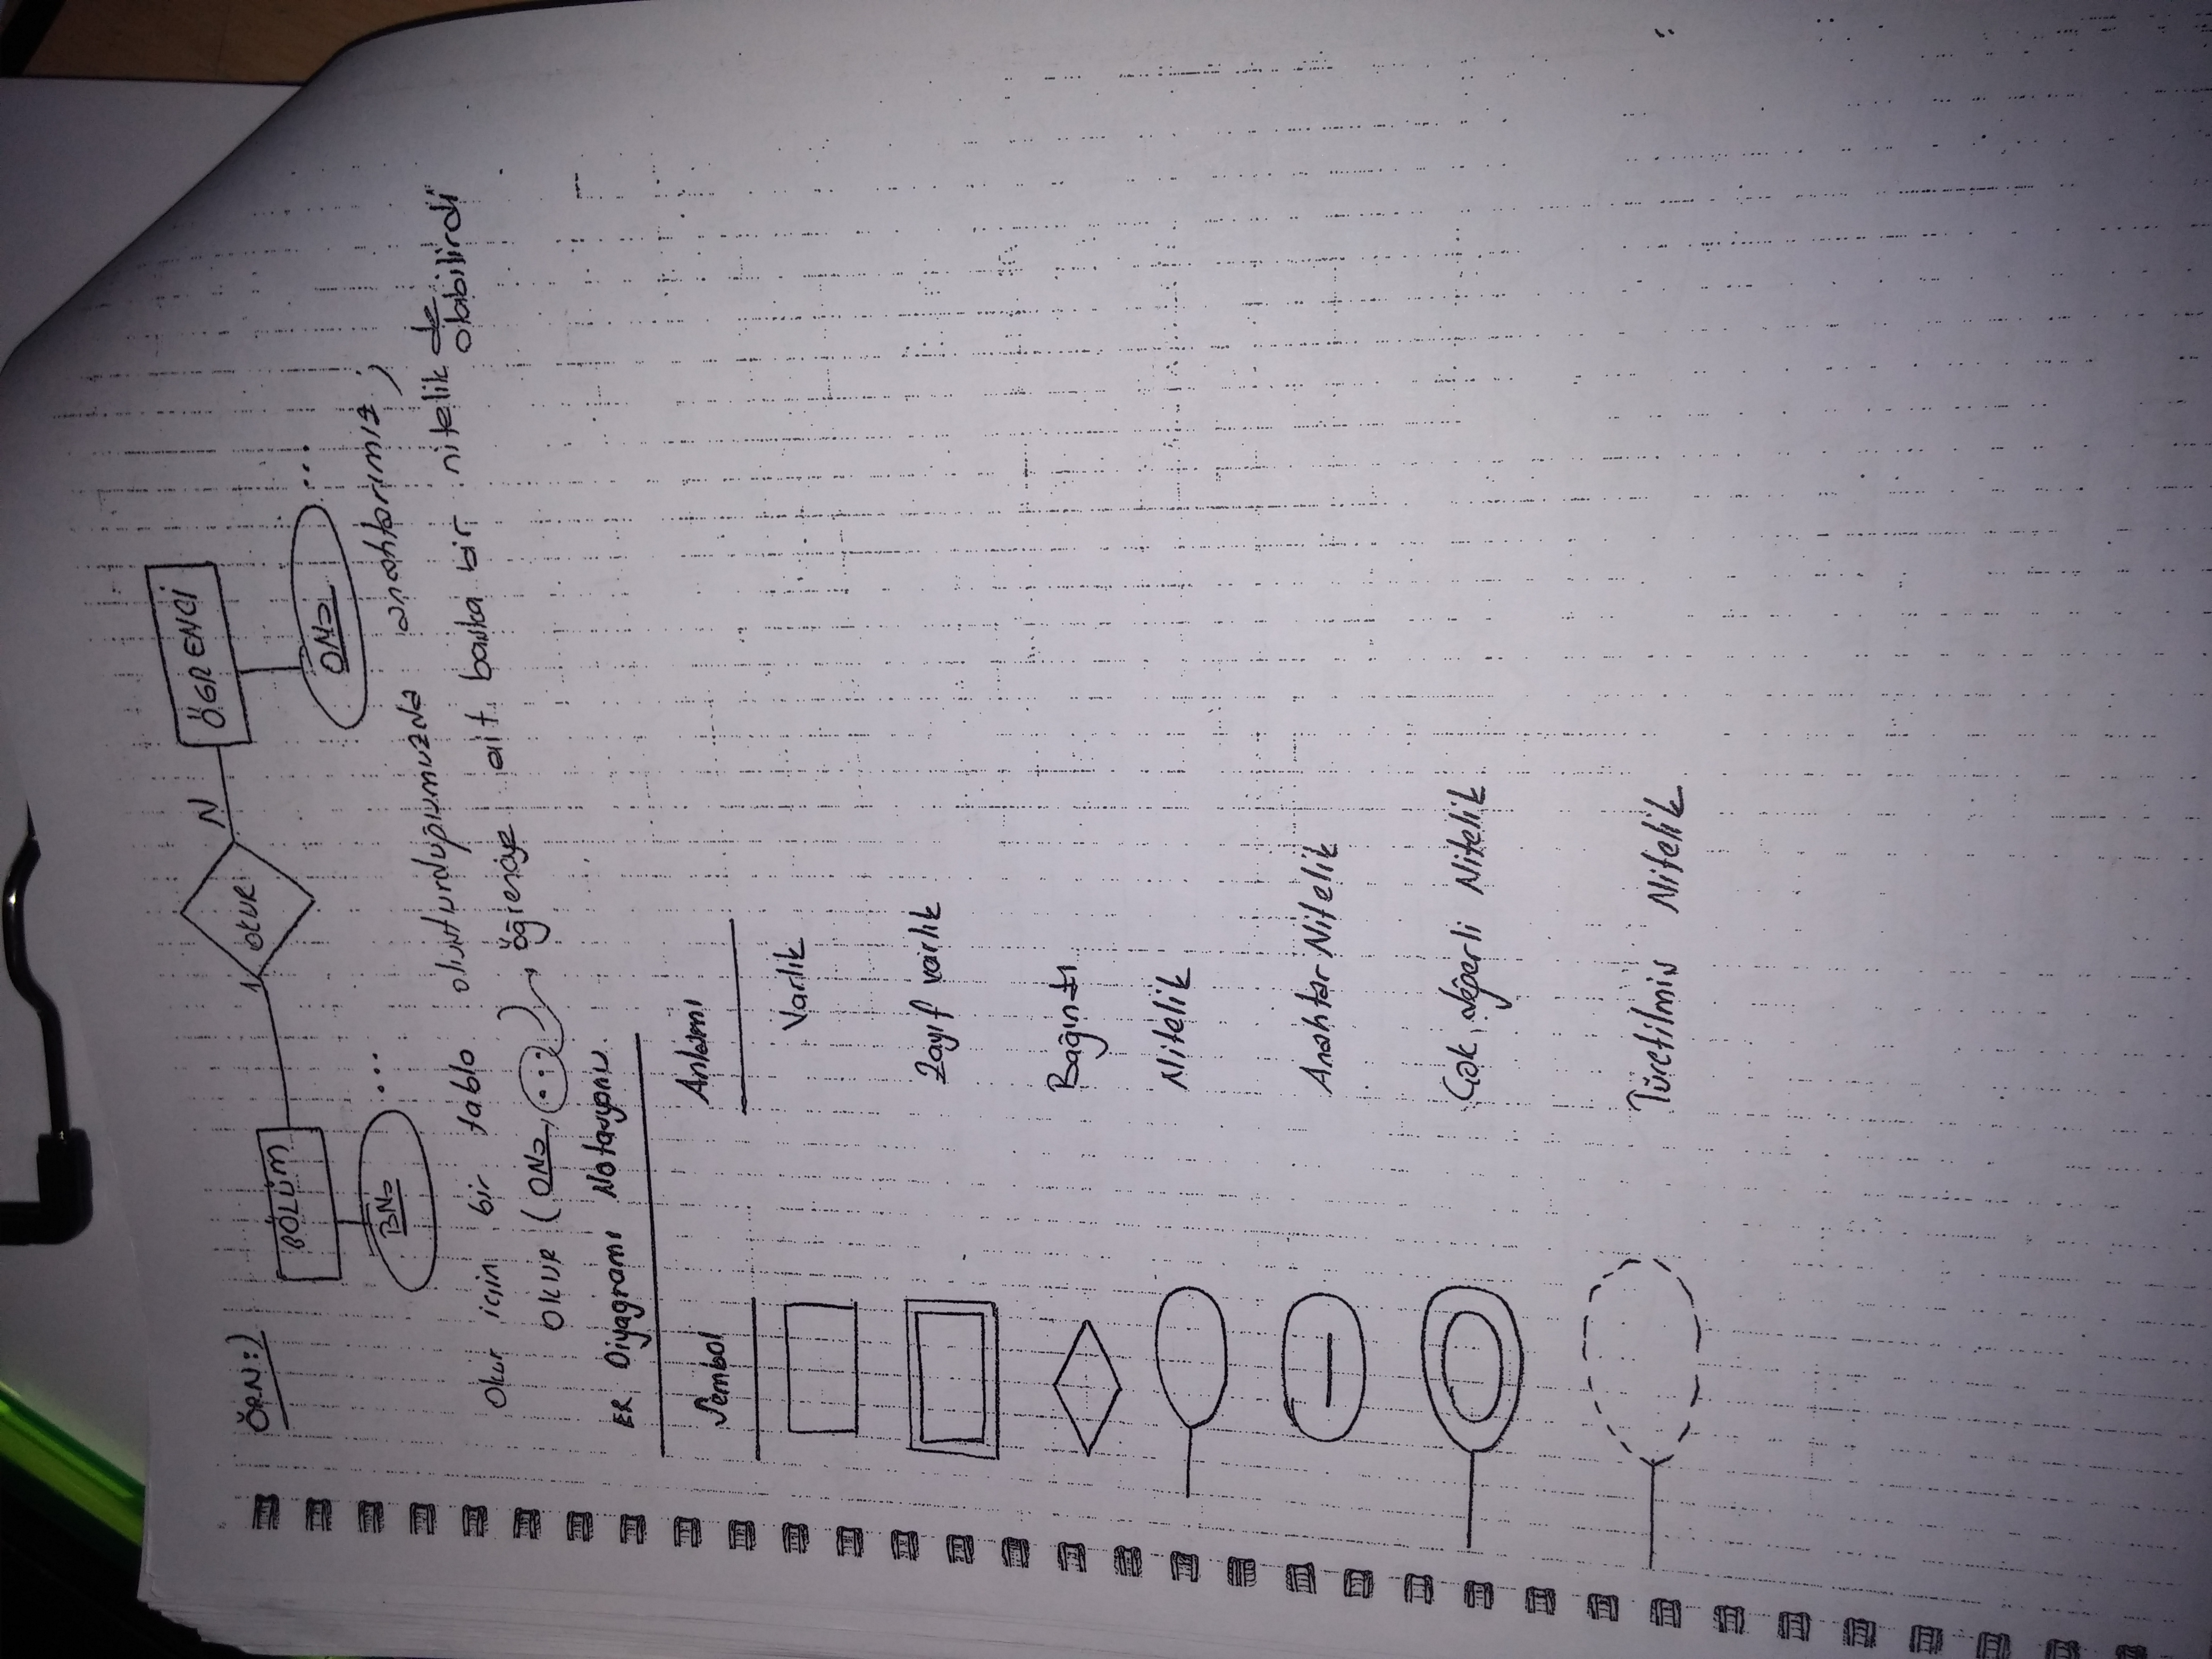 ÖRN:)
BÖLÜM 1 OKUR N ÖĞRENCİ
BNo ... ONo ...
Okur için bir tablo oluşturduğumuzda anahtarımız;
OKUR (ONo, ...) öğrenciye ait başka bir nitelik de olabilirdi
ER Diyagramı Notasyonu
Sembol Anlamı
Varlık
Zayıf varlık
Bağıntı
Nitelik
Anahtar Nitelik
Çok değerli Nitelik
Türetilmiş Nitelik